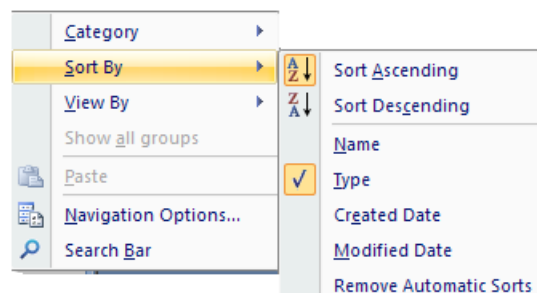 Category
Sort By
View By
Show all groups
Paste
Navigation Options...
Search Bar
Sort Ascending
Sort Descending
Name
Type
Created Date
Modified Date
Remove Automatic Sorts